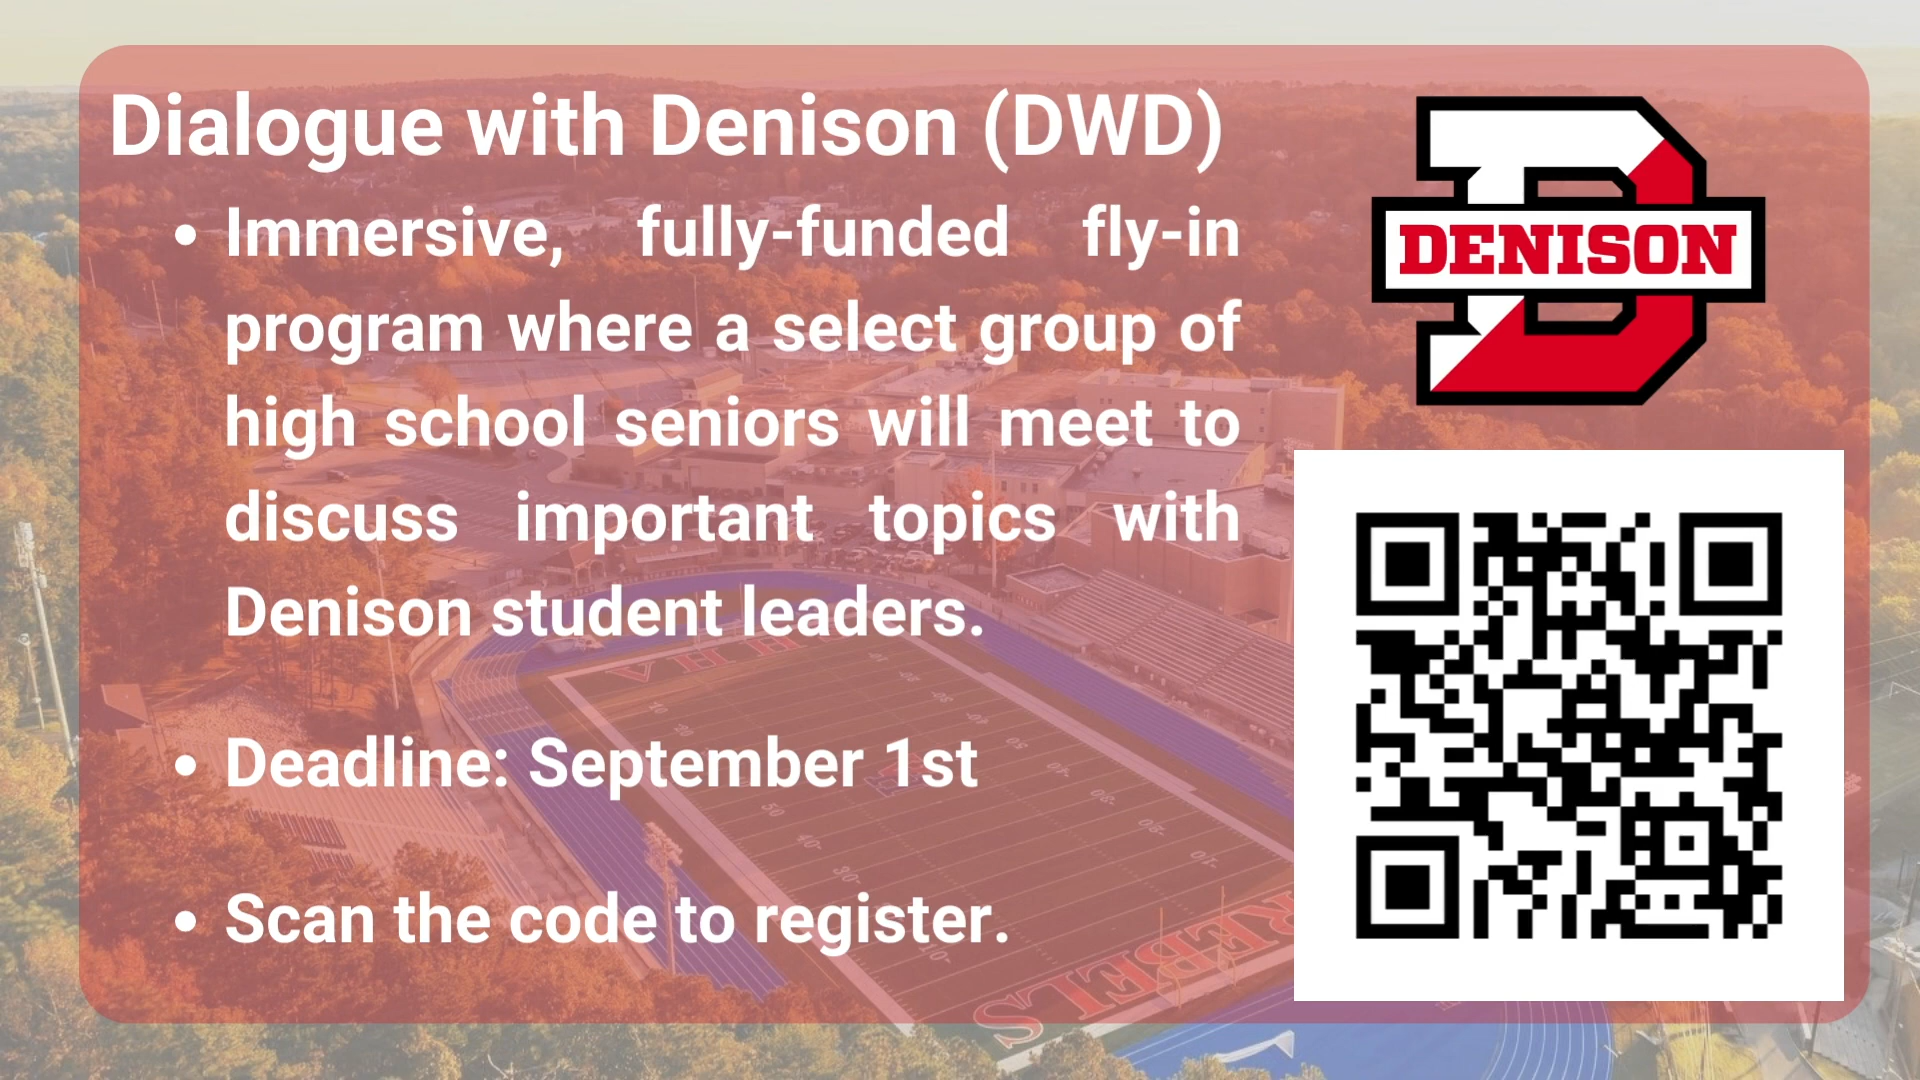 Dialogue with Denison (DWD)
• Immersive, fully-funded fly-in
program where a select group of
high school seniors will meet to
discuss important topics with
Denison student leaders.
• Deadline: September 1st
• Scan the code to register.
DENISON
REBELS